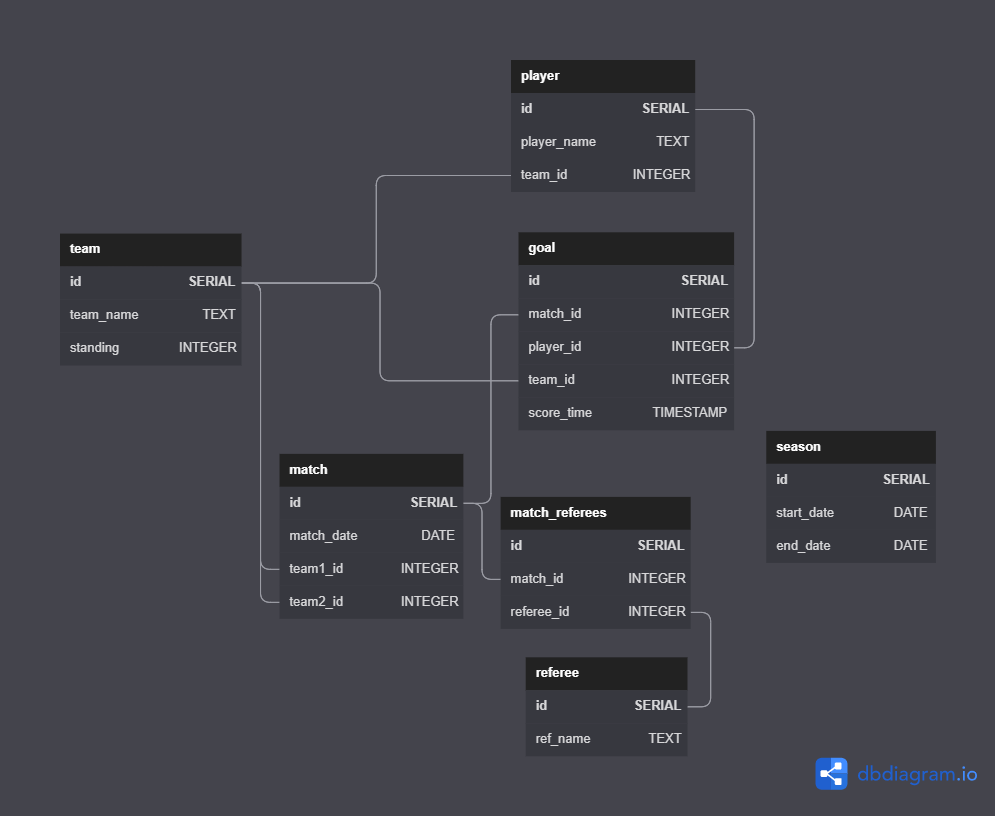 player
id SERIAL
player_name TEXT
team_id INTEGER
team
id SERIAL
team_name TEXT
standing INTEGER
goal
id SERIAL
match_id INTEGER
player_id INTEGER
team_id INTEGER
score_time TIMESTAMP
match
id SERIAL
match_date DATE
team1_id INTEGER
team2_id INTEGER
match_referees
id SERIAL
match_id INTEGER
referee_id INTEGER
season
id SERIAL
start_date DATE
end_date DATE
referee
id SERIAL
ref_name TEXT
dbdiagram.io